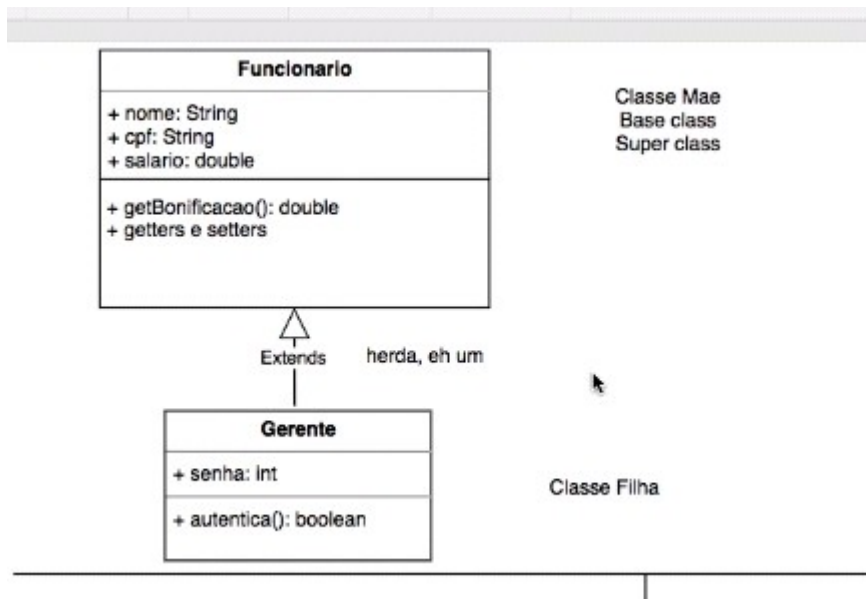 Funcionario
+ nome: String
+ cpf: String
+ salario: double
+ getBonificacao(): double
+ getters e setters
Classe Mae
Base class
Super class
Extends
herda, eh um
Gerente
+ senha: int
+ autentica(): boolean
Classe Filha